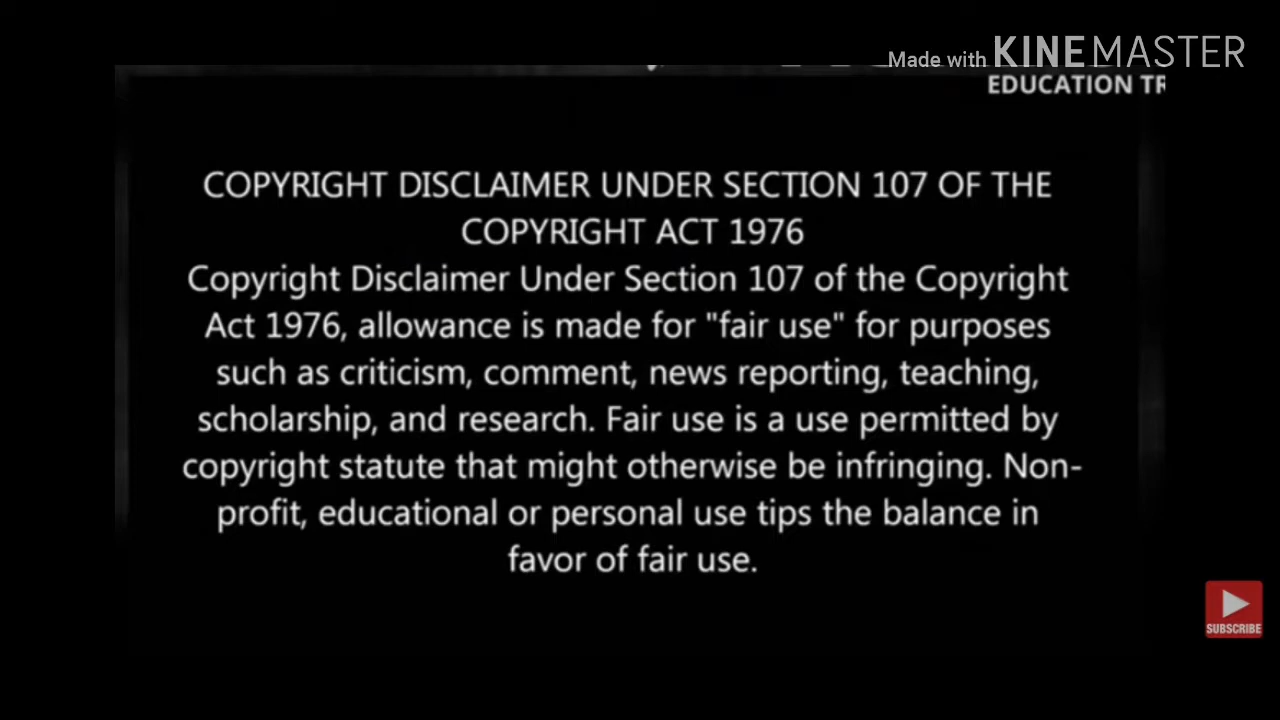 Made with KINEMASTER
EDUCATION TR
COPYRIGHT DISCLAIMER UNDER SECTION 107 OF THE
COPYRIGHT ACT 1976
Copyright Disclaimer Under Section 107 of the Copyright
Act 1976, allowance is made for "fair use" for purposes
such as criticism, comment, news reporting, teaching,
scholarship, and research. Fair use is a use permitted by
copyright statute that might otherwise be infringing. Non-
profit, educational or personal use tips the balance in
favor of fair use.
SUBSCRIBE